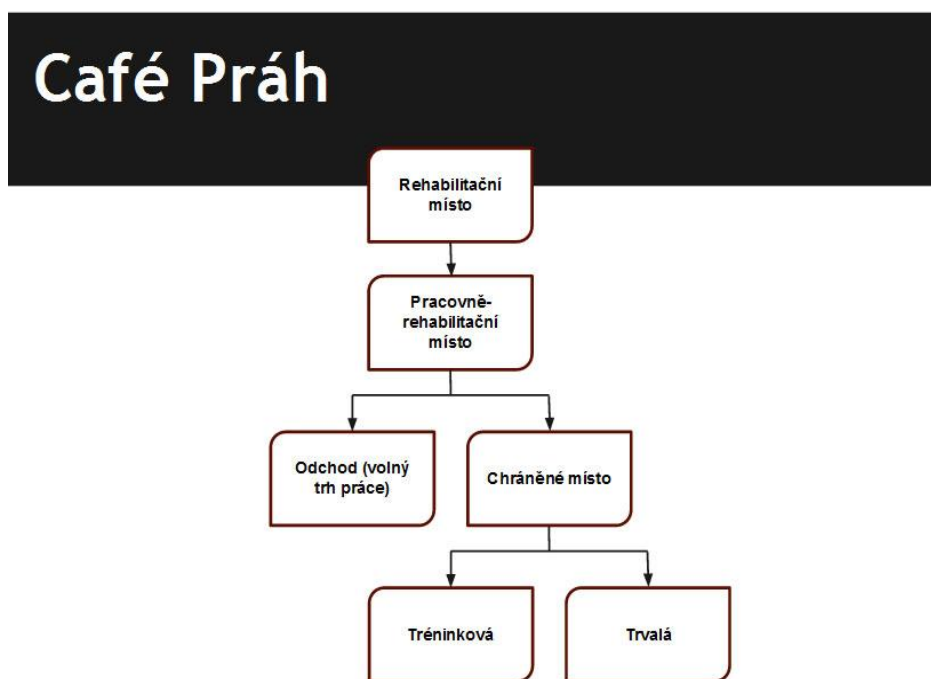 Café Práh
Rehabilitační
místo
Pracovně-
rehabilitační
místo
Odchod (volný
trh práce)
Chráněné místo
Tréninková
Trvalá